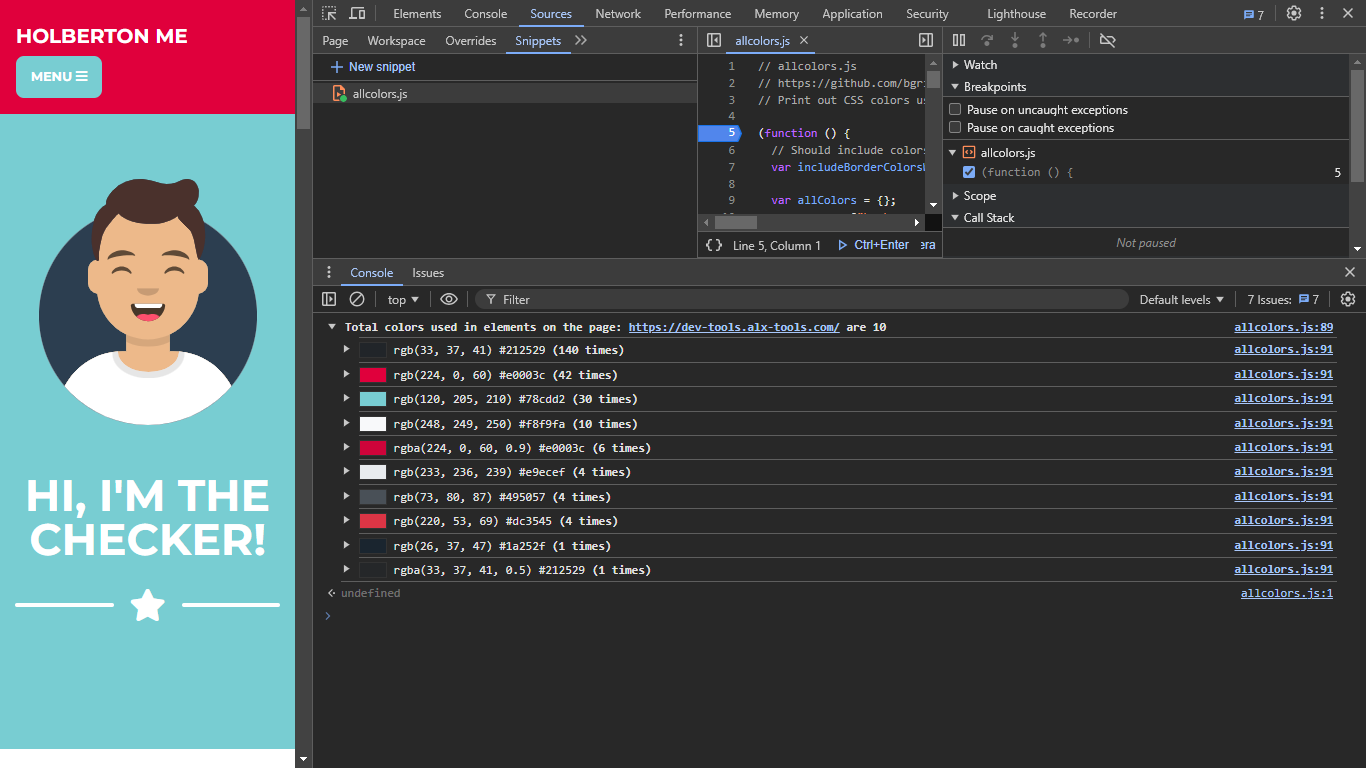 HOLBERTON ME
MENU
HI, I'M THE
CHECKER!
Elements Console Sources Network Performance Memory Application Security Lighthouse Recorder 7
Page Workspace Overrides Snippets
New snippet
allcolors.js
allcolors.js
1 // allcolors.js
2 // https://github.com/bgri
3 // Print out CSS colors us
4
5 (function () {
6 // Should include colors
7 var includeBorderColorsW
8
9 var allColors = {};
Line 5, Column 1 Ctrl+Enter
Watch
Breakpoints
Pause on uncaught exceptions
Pause on caught exceptions
allcolors.js
(function () { 5
Scope
Call Stack
Not paused
Console Issues
top Filter Default levels 7 Issues: 7
Total colors used in elements on the page: https://dev-tools.alx-tools.com/ are 10 allcolors.js:89
rgb(33, 37, 41) #212529 (140 times) allcolors.js:91
rgb(224, 0, 60) #e0003c (42 times) allcolors.js:91
rgb(120, 205, 210) #78cdd2 (30 times) allcolors.js:91
rgb(248, 249, 250) #f8f9fa (10 times) allcolors.js:91
rgba(224, 0, 60, 0.9) #e0003c (6 times) allcolors.js:91
rgb(233, 236, 239) #e9ecef (4 times) allcolors.js:91
rgb(73, 80, 87) #495057 (4 times) allcolors.js:91
rgb(220, 53, 69) #dc3545 (4 times) allcolors.js:91
rgb(26, 37, 47) #1a252f (1 times) allcolors.js:91
rgba(33, 37, 41, 0.5) #212529 (1 times) allcolors.js:91
undefined allcolors.js:1